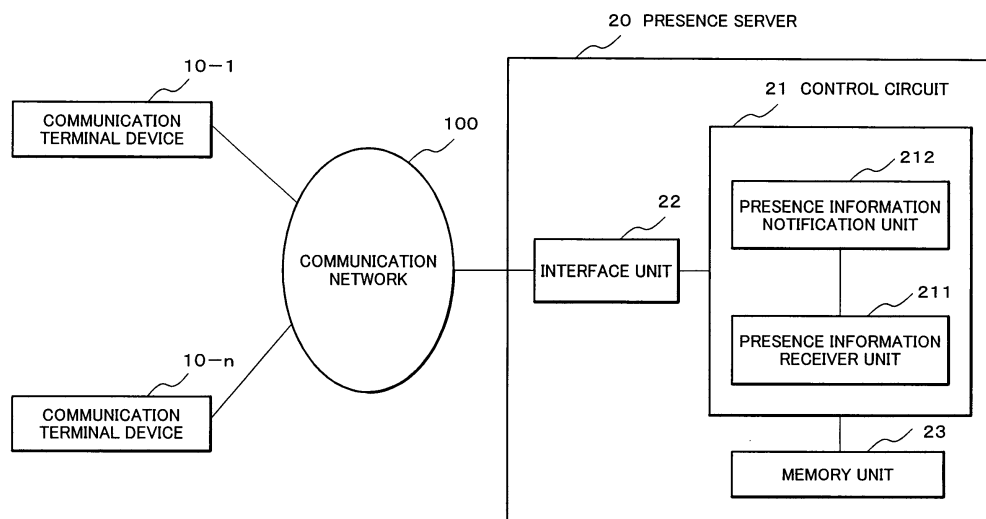 20 PRESENCE SERVER
10-1
COMMUNICATION
TERMINAL DEVICE
100
COMMUNICATION
NETWORK
10-n
COMMUNICATION
TERMINAL DEVICE
22
INTERFACE UNIT
21 CONTROL CIRCUIT
212
PRESENCE INFORMATION
NOTIFICATION UNIT
211
PRESENCE INFORMATION
RECEIVER UNIT
23
MEMORY UNIT